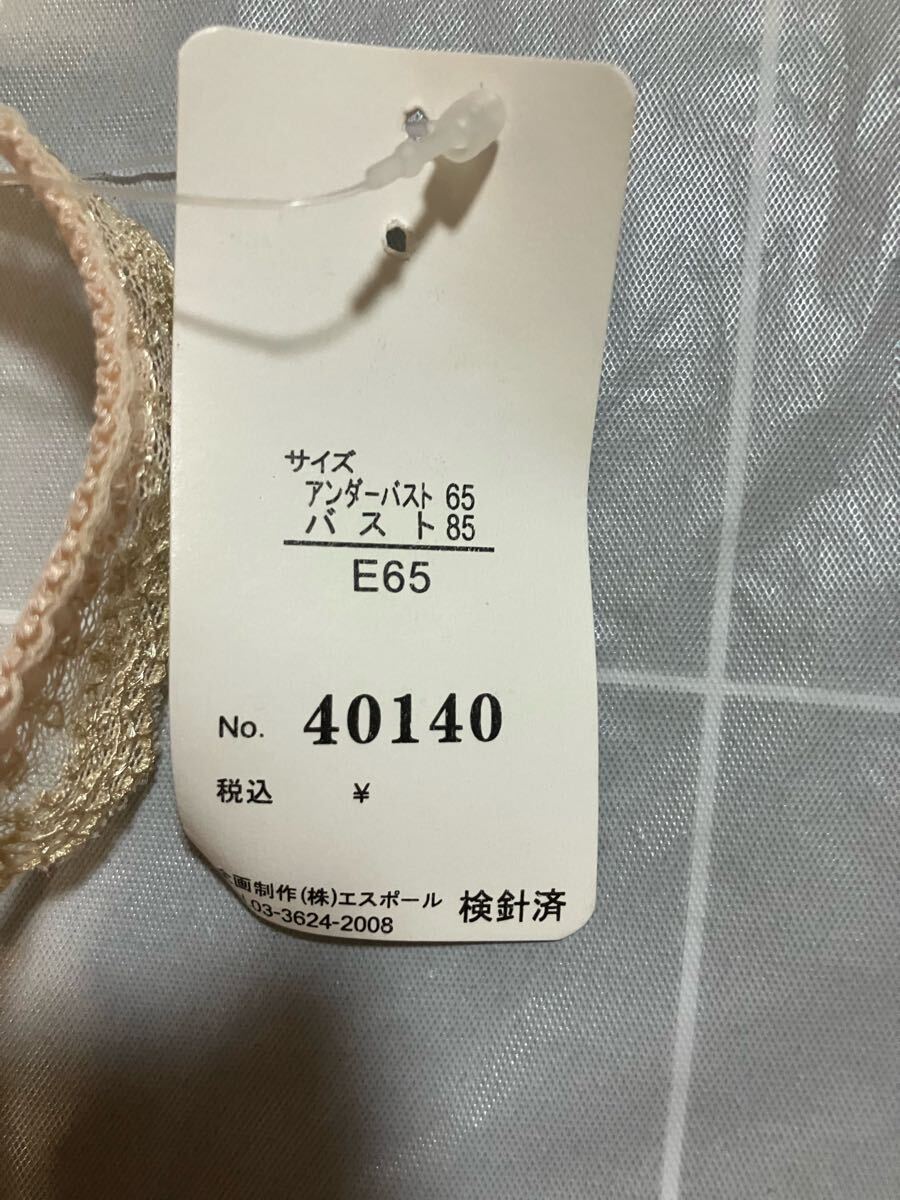 サイズ
アンダーバスト 65
バスト 85
E65
No. 40140
税込 ¥
画制作(株)エスポール
03-3624-2008
検針済